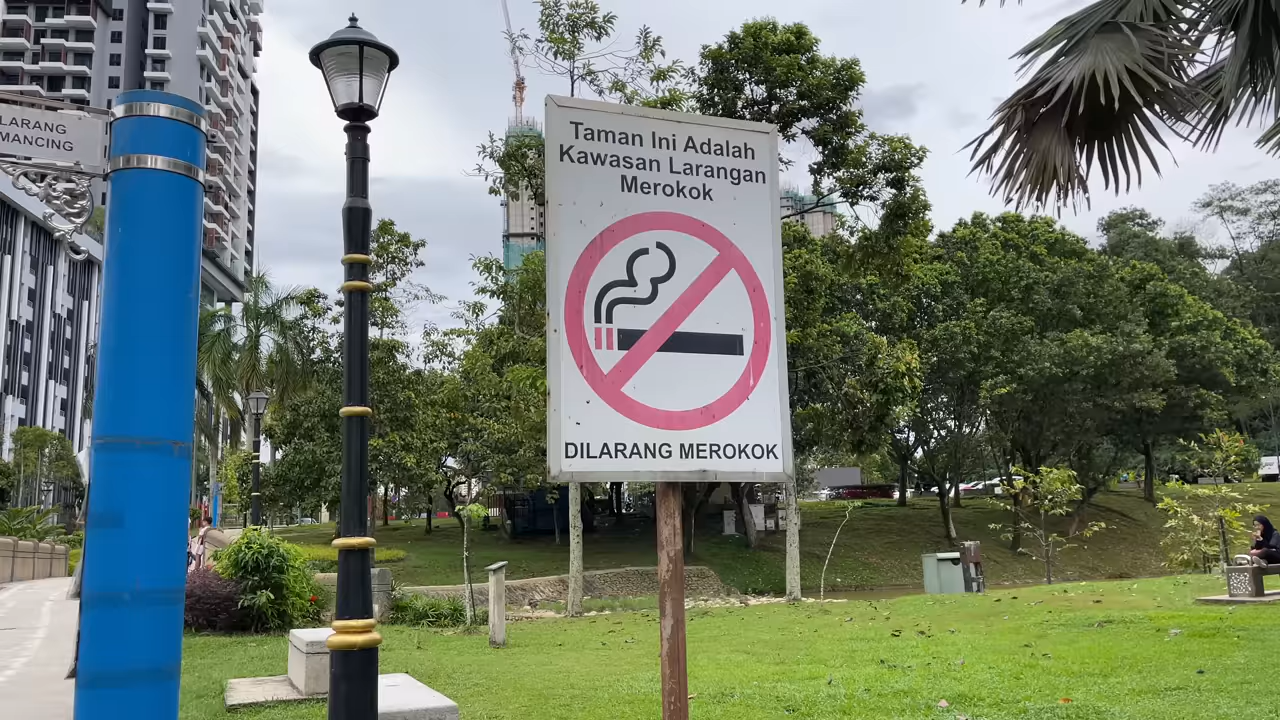 LARANG
MANCING
Taman Ini Adalah
Kawasan Larangan
Merokok
DILARANG MEROKOK